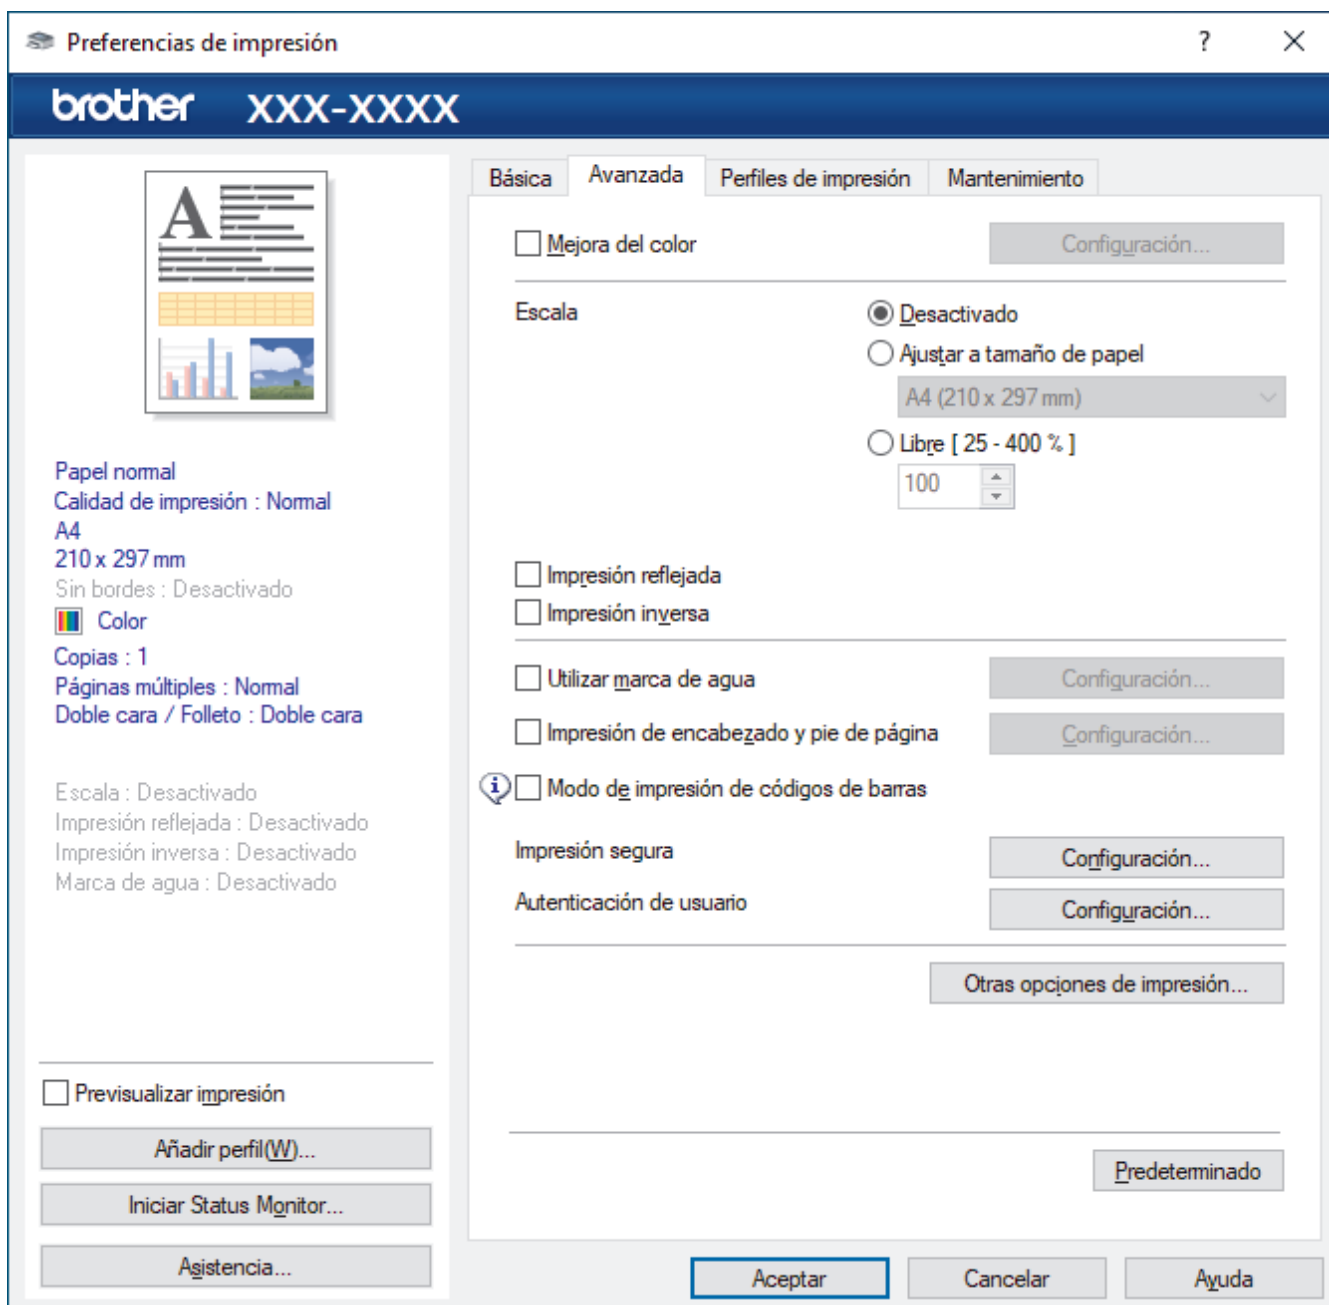 Preferencias de impresión
?
brother XXX-XXXX
A
Papel normal
Calidad de impresión : Normal
A4
210 x 297 mm
Sin bordes : Desactivado
Color
Copias : 1
Páginas múltiples : Normal
Doble cara / Folleto : Doble cara
Escala : Desactivado
Impresión reflejada : Desactivado
Impresión inversa : Desactivado
Marca de agua : Desactivado
Previsualizar impresión
Añadir perfil(W)...
Iniciar Status Monitor...
Asistencia...
Básica Avanzada Perfiles de impresión Mantenimiento
Mejora del color Configuración...
Escala Desactivado
Ajustar a tamaño de papel
A4 (210 x 297 mm)
Libre [ 25 - 400 % ]
100
Impresión reflejada
Impresión inversa
Utilizar marca de agua Configuración...
Impresión de encabezado y pie de página Configuración...
i Modo de impresión de códigos de barras
Impresión segura Configuración...
Autenticación de usuario Configuración...
Otras opciones de impresión...
Predeterminado
Aceptar Cancelar Ayuda